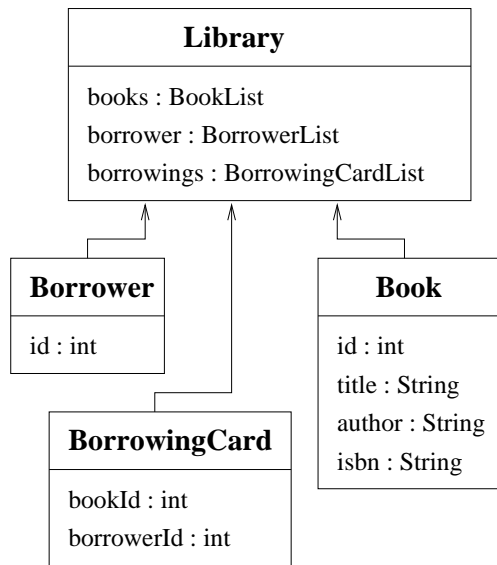 Library
books : BookList
borrower : BorrowerList
borrowings : BorrowingCardList
Borrower
id : int
Book
id : int
title : String
author : String
isbn : String
BorrowingCard
bookId : int
borrowerId : int